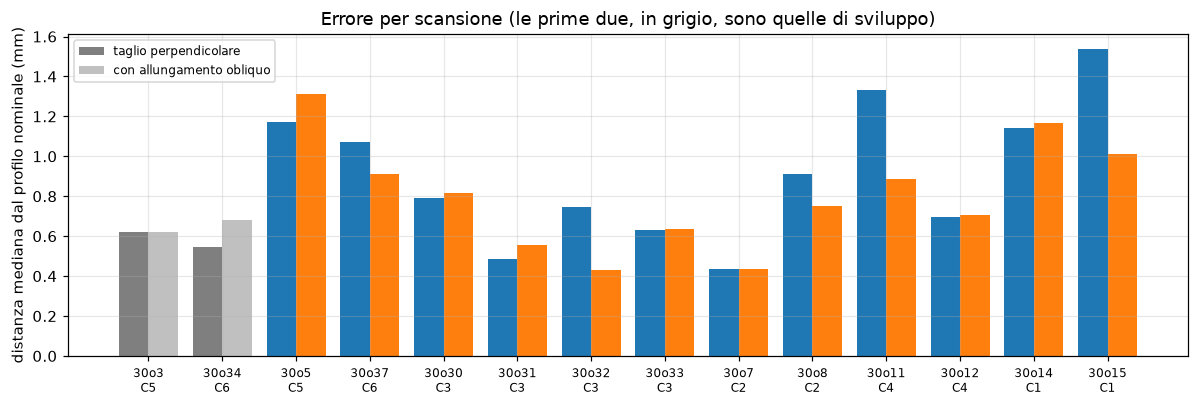 Errore per scansione (le prime due, in grigio, sono quelle di sviluppo)
distanza mediana dal profilo nominale (mm)
1.6
1.4
1.2
1.0
0.8
0.6
0.4
0.2
0.0
taglio perpendicolare
con allungamento obliquo
30o3
C5
30o34
C6
30o5
C5
30o37
C6
30o30
C3
30o31
C3
30o32
C3
30o33
C3
30o7
C2
30o8
C2
30o11
C4
30o12
C4
30o14
C1
30o15
C1